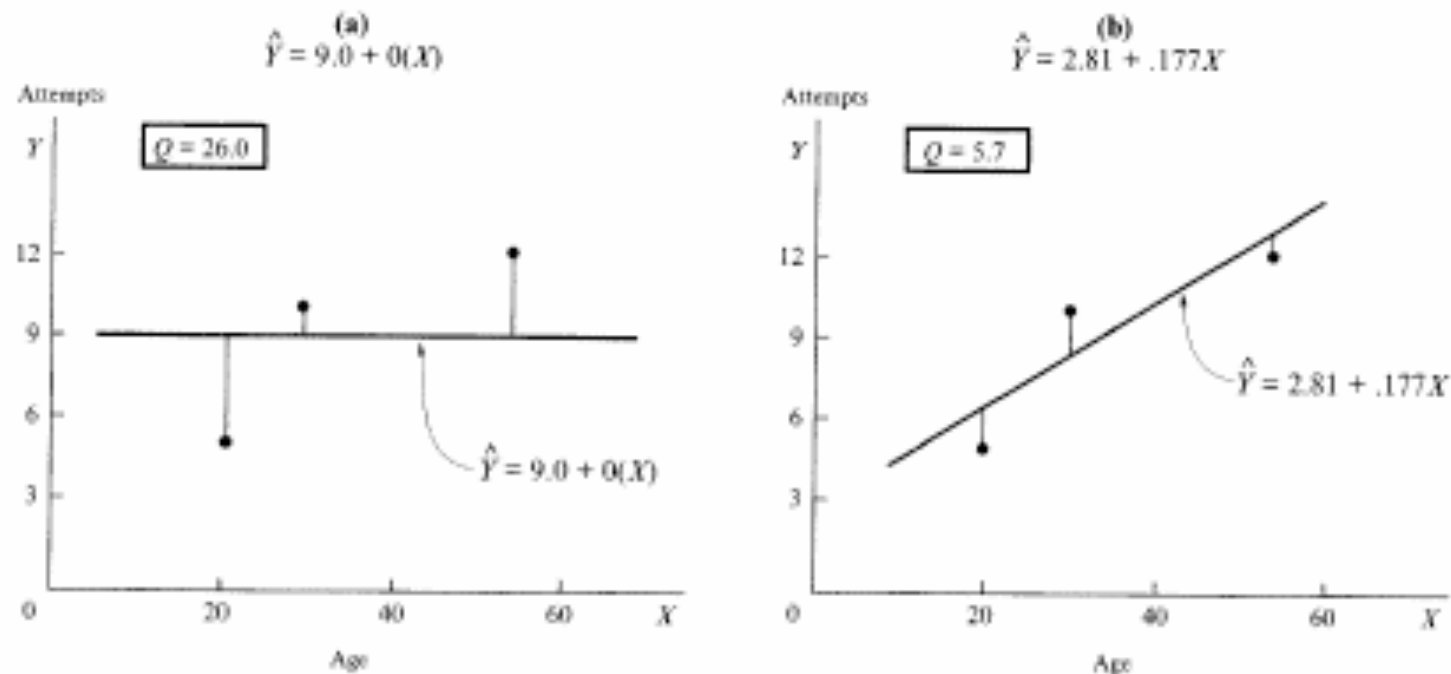 (a)
Ŷ = 9.0 + 0(X)
Attempts
Y
Q = 26.0
12
9
6
3
0
20
40
60
X
Age
Ŷ = 9.0 + 0(X)
(b)
Ŷ = 2.81 + .177X
Attempts
Y
Q = 5.7
12
9
6
3
0
20
40
60
X
Age
Ŷ = 2.81 + .177X